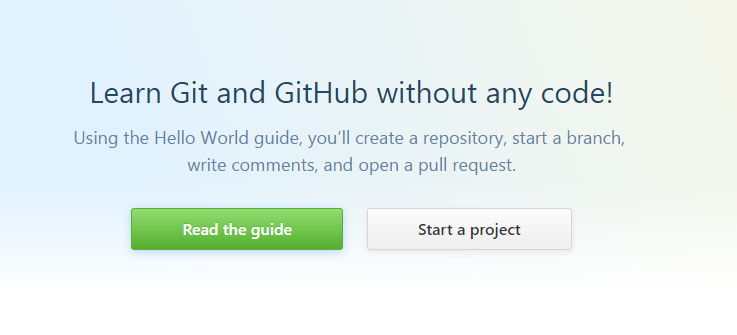 Learn Git and GitHub without any code!
Using the Hello World guide, you’ll create a repository, start a branch,
write comments, and open a pull request.
Read the guide
Start a project